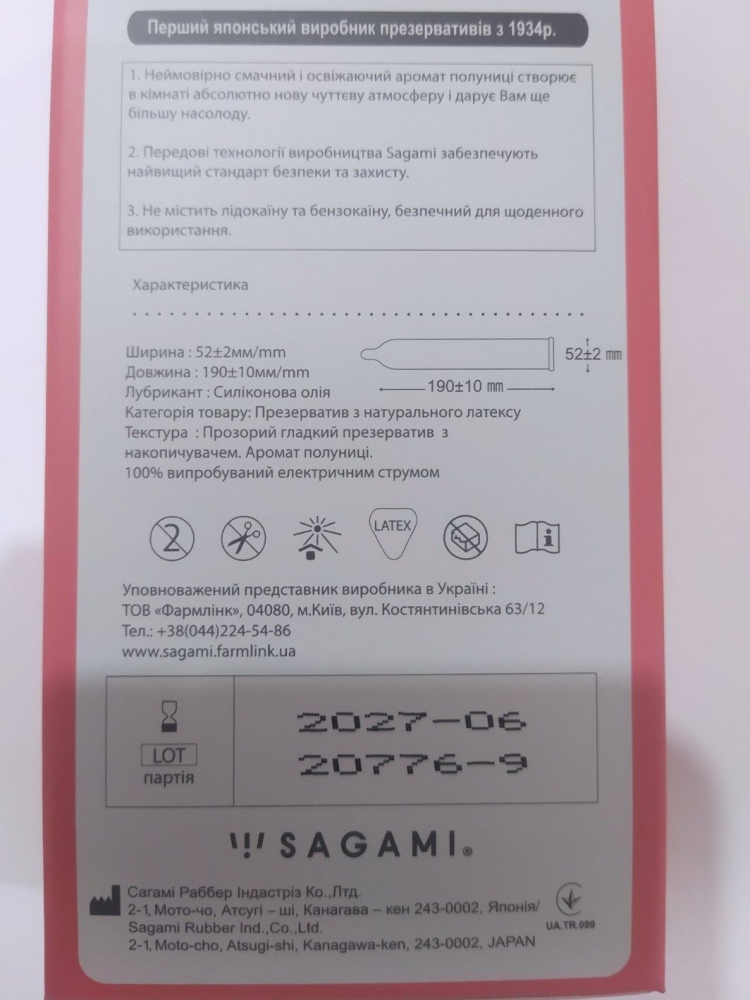 Перший японський виробник презервативів з 1934р.
1. Неймовірно смачний і освіжаючий аромат полуниці створює
в кімнаті абсолютно нову чуттєву атмосферу і дарує Вам ще
більшу насолоду.
2. Передові технології виробництва Sagami забезпечують
найвищий стандарт безпеки та захисту.
3. Не містить лідокаїну та бензокаїну, безпечний для щоденного
використання.
Характеристика
Ширина : 52±2мм/mm
Довжина : 190±10мм/mm
Лубрикант : Силіконова олія
52±2 mm
190±10 mm
Категорія товару: Презерватив з натурального латексу
Текстура : Прозорий гладкий презерватив з
накопичувачем. Аромат полуниці.
100% випробуваний електричним струмом
2
LATEX
i
Уповноважений представник виробника в Україні :
ТОВ «Фармлінк», 04080, м.Київ, вул. Костянтинівська 63/12
Тел.: +38(044)224-54-86
www.sagami.farmlink.ua
2027-06
LOT
партія
20776-9
SAGAMI®
Сагамі Раббер Індастріз Ко.,Лтд.
2-1, Мото-чо, Атсугі – ші, Канагава – квн 243-0002, Японія/
Sagami Rubber Ind.,Co.,Ltd.
2-1, Moto-cho, Atsugi-shi, Kanagawa-ken, 243-0002, JAPAN
UA.TR.099